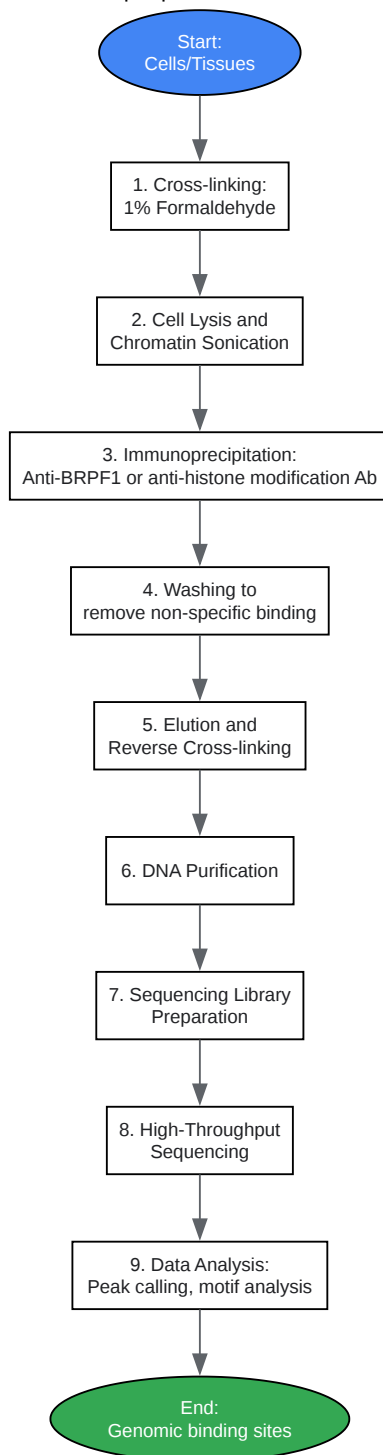 Start:
Cells/Tissues
1. Cross-linking:
1% Formaldehyde
2. Cell Lysis and
Chromatin Sonication
3. Immunoprecipitation:
Anti-BRPF1 or anti-histone modification Ab
4. Washing to
remove non-specific binding
5. Elution and
Reverse Cross-linking
6. DNA Purification
7. Sequencing Library
Preparation
8. High-Throughput
Sequencing
9. Data Analysis:
Peak calling, motif analysis
End:
Genomic binding sites